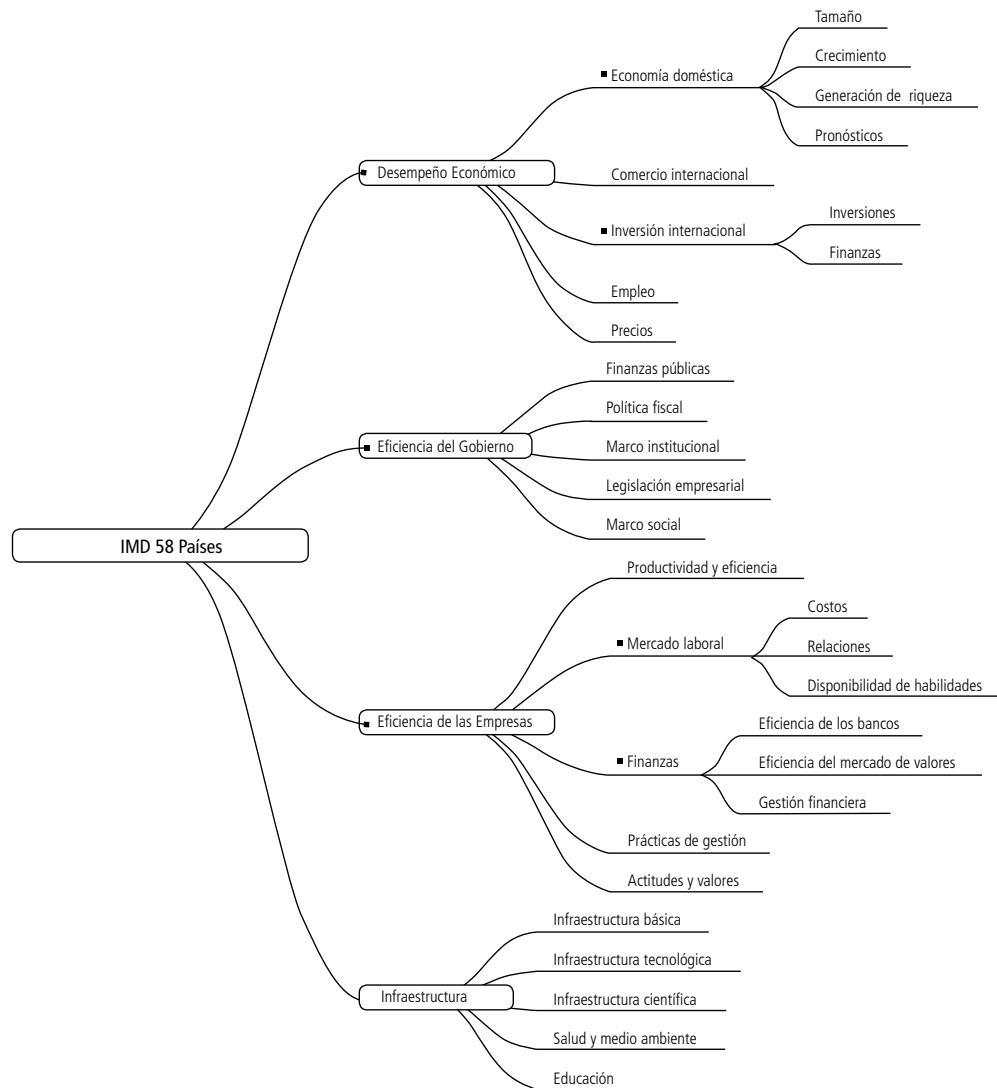 IMD 58 Países
Desempeño Económico
Economía doméstica
Tamaño
Crecimiento
Generación de riqueza
Pronósticos
Comercio internacional
Inversión internacional
Inversiones
Finanzas
Empleo
Precios
Eficiencia del Gobierno
Finanzas públicas
Política fiscal
Marco institucional
Legislación empresarial
Marco social
Eficiencia de las Empresas
Productividad y eficiencia
Mercado laboral
Costos
Relaciones
Disponibilidad de habilidades
Finanzas
Eficiencia de los bancos
Eficiencia del mercado de valores
Gestión financiera
Prácticas de gestión
Actitudes y valores
Infraestructura
Infraestructura básica
Infraestructura tecnológica
Infraestructura científica
Salud y medio ambiente
Educación